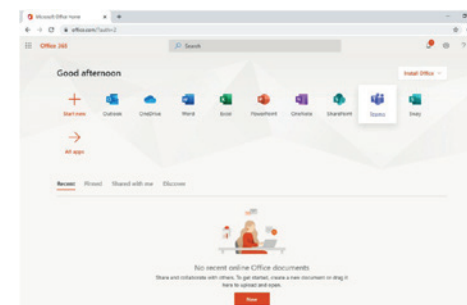 Microsoft Office Home
office.com/?auth=2
Office 365
Search
Good afternoon
Install Office
Start new
Outlook
OneDrive
Word
Excel
PowerPoint
OneNote
SharePoint
Teams
Sway
All apps
Recent
Pinned
Shared with me
Discover
No recent online Office documents
Share and collaborate with others. To get started, create a new document or drag it
here to upload and open.
New